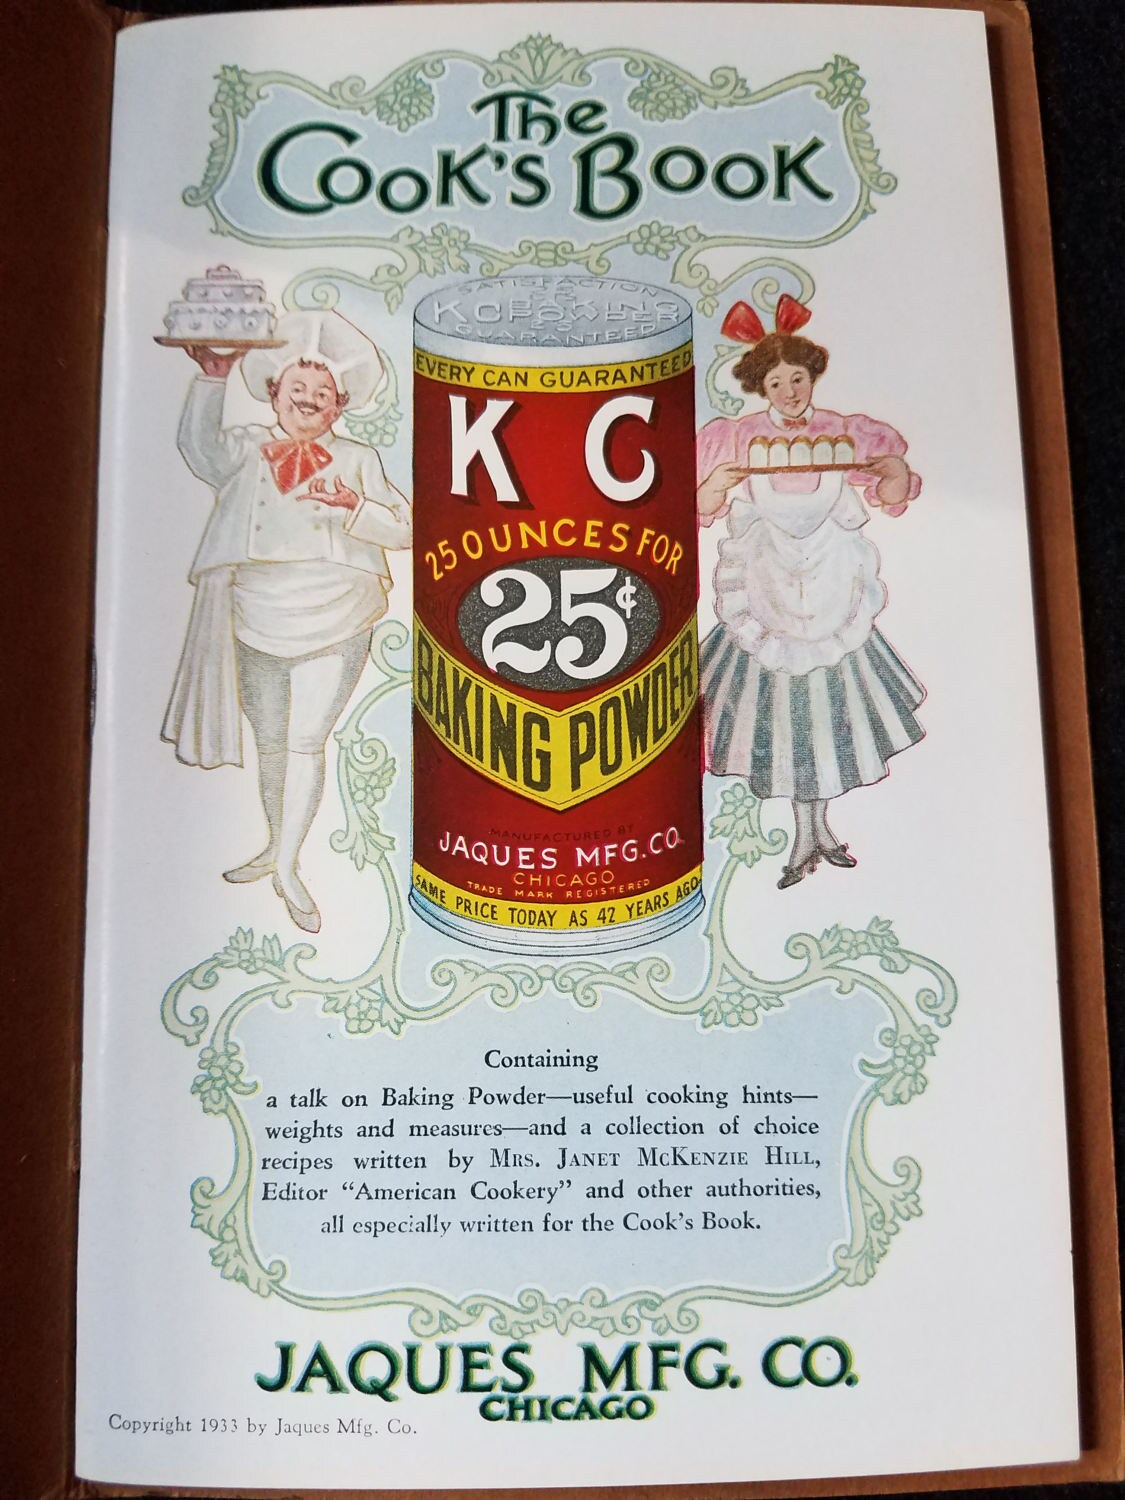 The
Cook's Book
SATISFACTION
KC BAKING
POWDER
25
GUARANTEED
EVERY CAN GUARANTEED
K C
25 OUNCES FOR
25¢
BAKING POWDER
MANUFACTURED BY
JAQUES MFG. CO.
CHICAGO
TRADE MARK REGISTERED
SAME PRICE TODAY AS 42 YEARS AGO
Containing
a talk on Baking Powder—useful cooking hints—
weights and measures—and a collection of choice
recipes written by Mrs. Janet McKenzie Hill,
Editor “American Cookery” and other authorities,
all especially written for the Cook's Book.
JAQUES MFG. CO.
CHICAGO
Copyright 1933 by Jaques Mfg. Co.